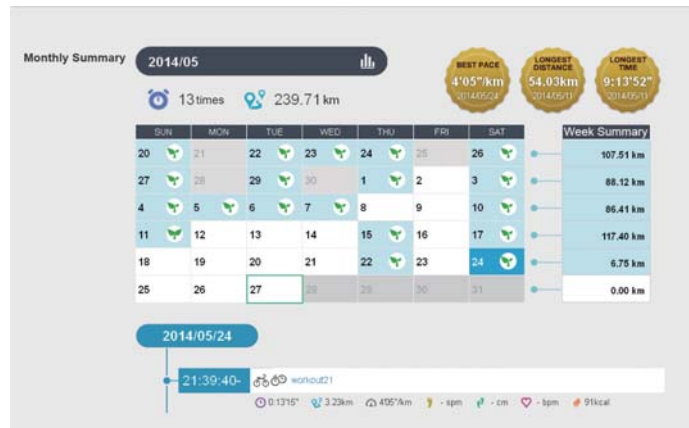 Monthly Summary
2014/05
BEST PACE
4'05"/km
2014/05/24
LONGEST
DISTANCE
54.03km
2014/05/11
LONGEST
TIME
9:13'52"
2014/05/11
13times 239.71 km
SUN MON TUE WED THU FRI SAT Week Summary
20 21 22 23 24 25 26 107.51 km
27 28 29 30 1 2 3 88.12 km
4 5 6 7 8 9 10 86.41 km
11 12 13 14 15 16 17 117.40 km
18 19 20 21 22 23 24 6.75 km
25 26 27 28 29 30 31 0.00 km
2014/05/24
21:39:40- workout21
0:13'15" 3.23km 4'05"/km - spm - cm - bpm 91kcal